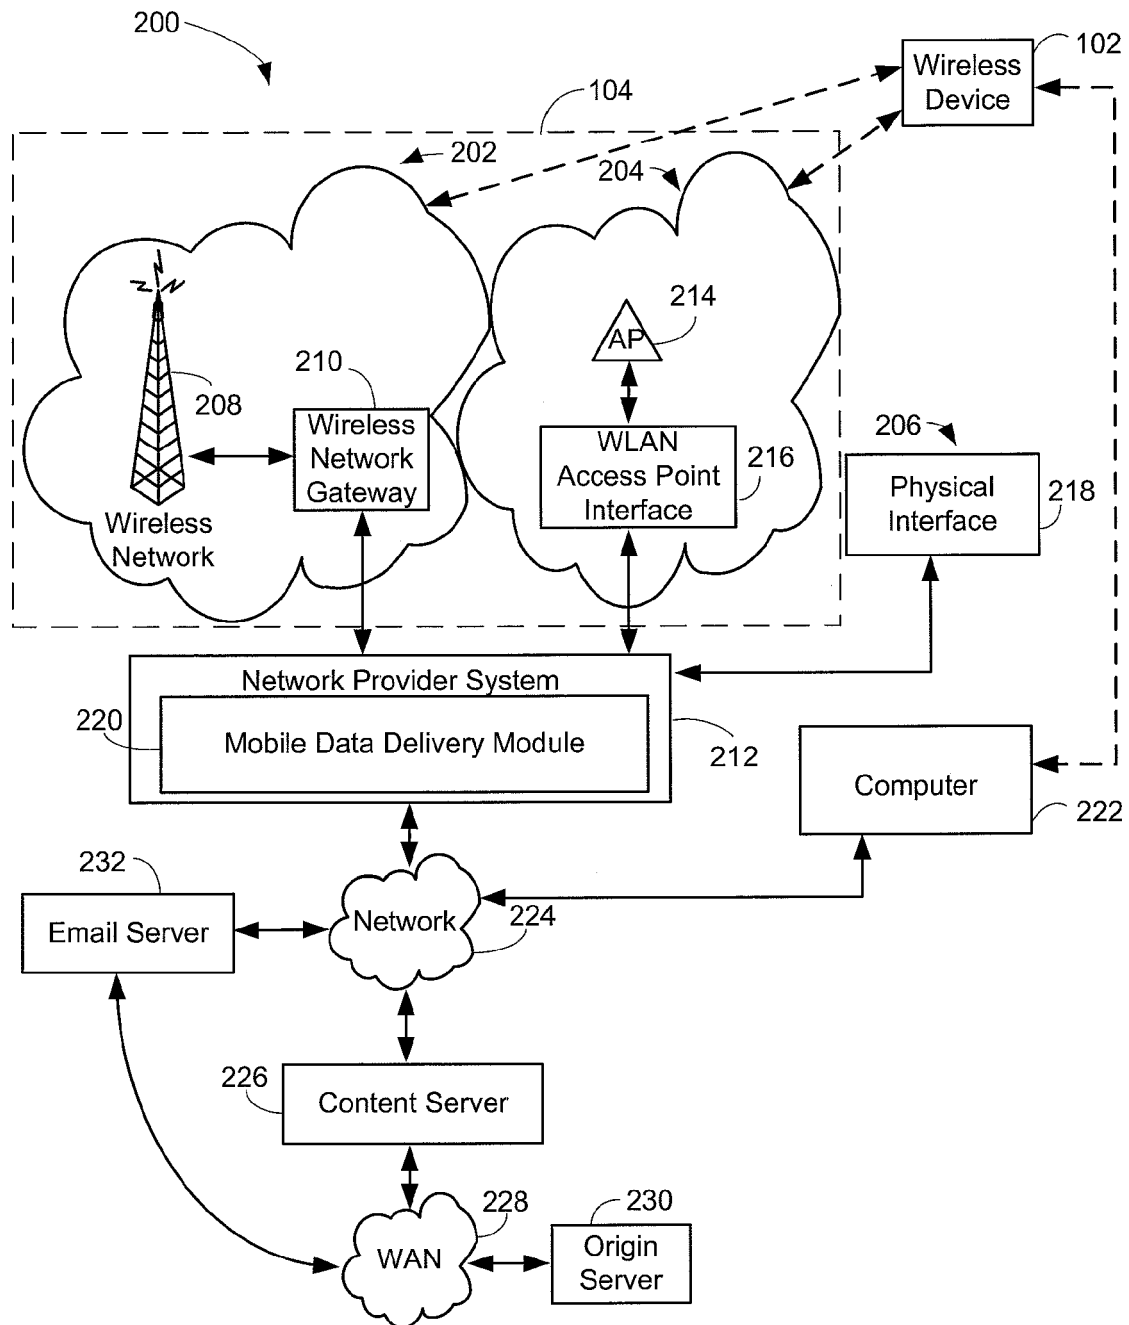 200
104
Wireless
Device
102
202
204
208
Wireless
Network
210
Wireless
Network
Gateway
AP
214
WLAN
Access Point
Interface
216
206
Physical
Interface
218
Network Provider System
220
Mobile Data Delivery Module
212
Computer
222
232
Email Server
Network
224
226
Content Server
228
WAN
230
Origin
Server